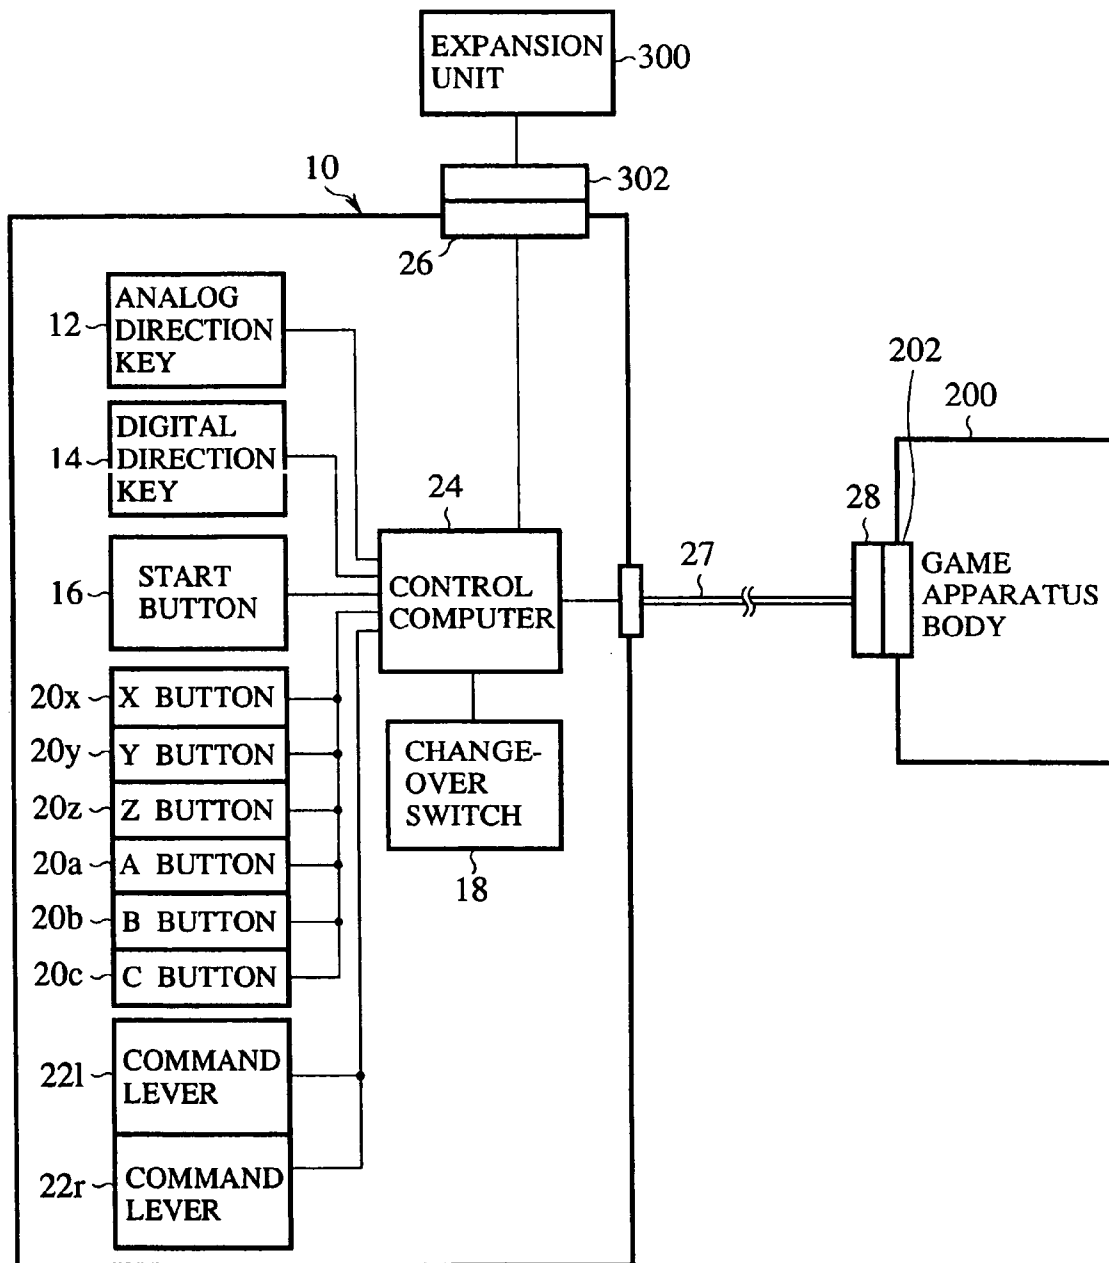 EXPANSION
UNIT
300
302
10
26
ANALOG
DIRECTION
KEY
12
DIGITAL
DIRECTION
KEY
14
START
BUTTON
16
24
CONTROL
COMPUTER
27
28
202
200
GAME
APPARATUS
BODY
20x
X BUTTON
20y
Y BUTTON
20z
Z BUTTON
20a
A BUTTON
20b
B BUTTON
20c
C BUTTON
CHANGE-
OVER
SWITCH
18
22l
COMMAND
LEVER
22r
COMMAND
LEVER